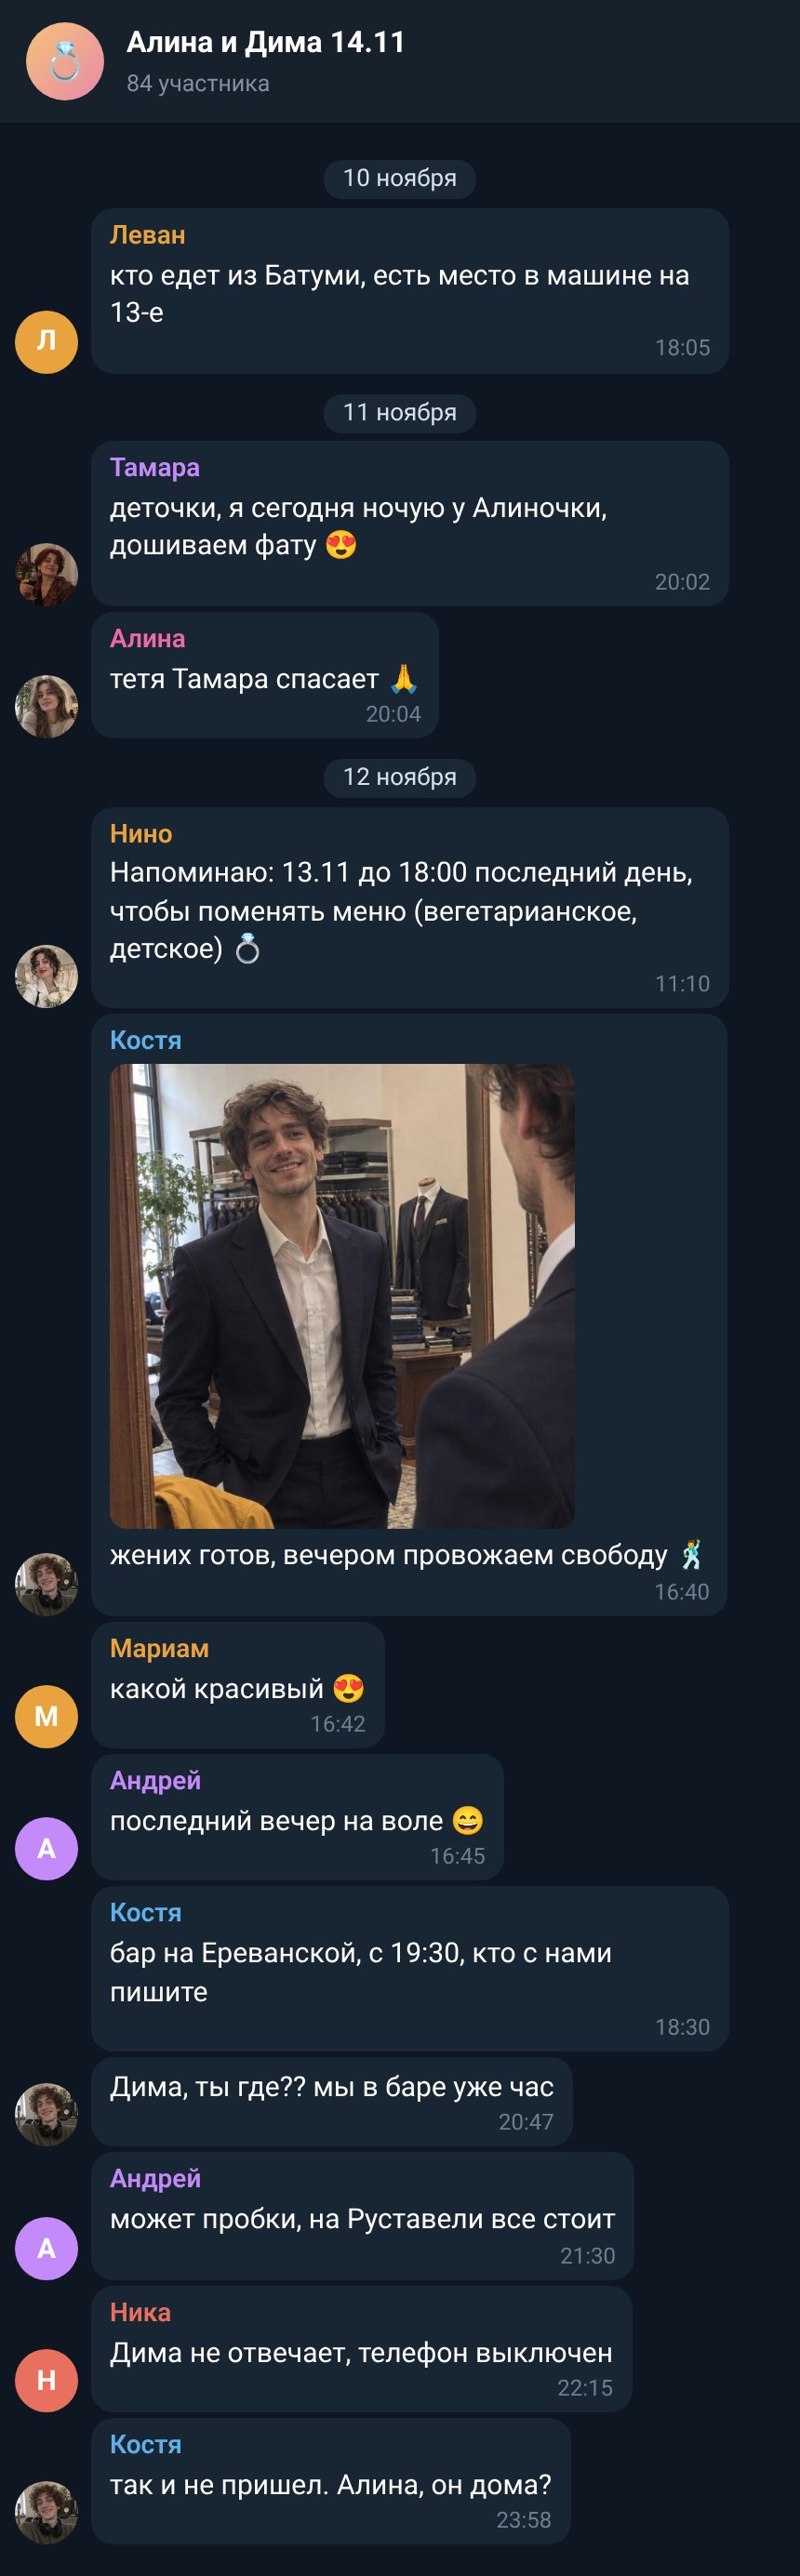 Алина и Дима 14.11
84 участника
10 ноября
Леван
кто едет из Батуми, есть место в машине на
13-е
Л
18:05
11 ноября
Тамара
деточки, я сегодня ночую у Алиночки,
дошиваем фату 😍
20:02
Алина
тетя Тамара спасает 🙏
20:04
12 ноября
Нино
Напоминаю: 13.11 до 18:00 последний день,
чтобы поменять меню (вегетарианское,
детское) 💍
11:10
Костя
жених готов, вечером провожаем свободу 🕺
16:40
Мариам
какой красивый 😍
М
16:42
Андрей
последний вечер на воле 😄
А
16:45
Костя
бар на Ереванской, с 19:30, кто с нами
пишите
18:30
Дима, ты где?? мы в баре уже час
20:47
Андрей
может пробки, на Руставели все стоит
А
21:30
Ника
Дима не отвечает, телефон выключен
Н
22:15
Костя
так и не пришел. Алина, он дома?
23:58